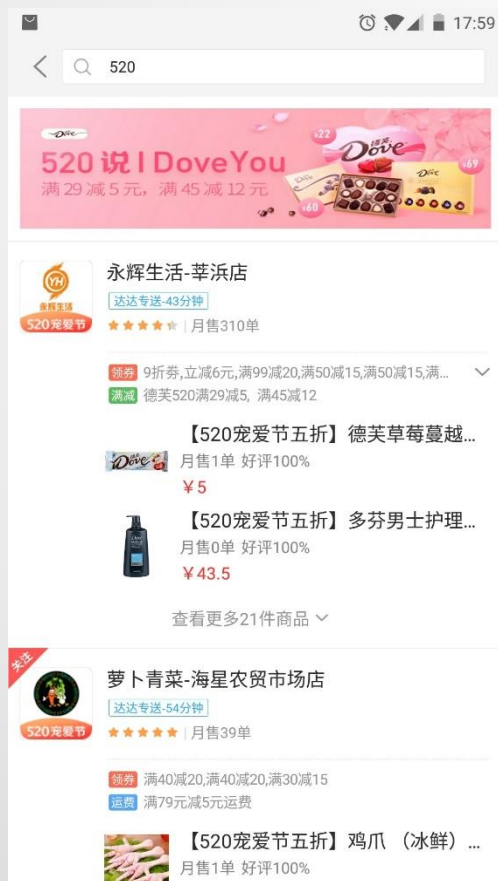 17:59
520
Dove
520 说 I DoveYou
满 29 减 5 元，满 45 减 12 元
¥22
德芙
Dove
¥69
¥60
永辉生活-莘浜店
YH
永辉生活
520宠爱节
达达专送-43分钟
月售310单
领券 9折券,立减6元,满99减20,满50减15,满50减15,满...
满减 德芙520满29减5, 满45减12
【520宠爱节五折】德芙草莓蔓越...
Dove
月售1单 好评100%
￥5
【520宠爱节五折】多芬男士护理...
月售0单 好评100%
￥43.5
查看更多21件商品
关注
萝卜青菜-海星农贸市场店
达达专送-54分钟
520宠爱节
月售39单
领券 满40减20,满40减20,满30减15
运费 满79元减5元运费
【520宠爱节五折】鸡爪 （冰鲜）...
月售1单 好评100%